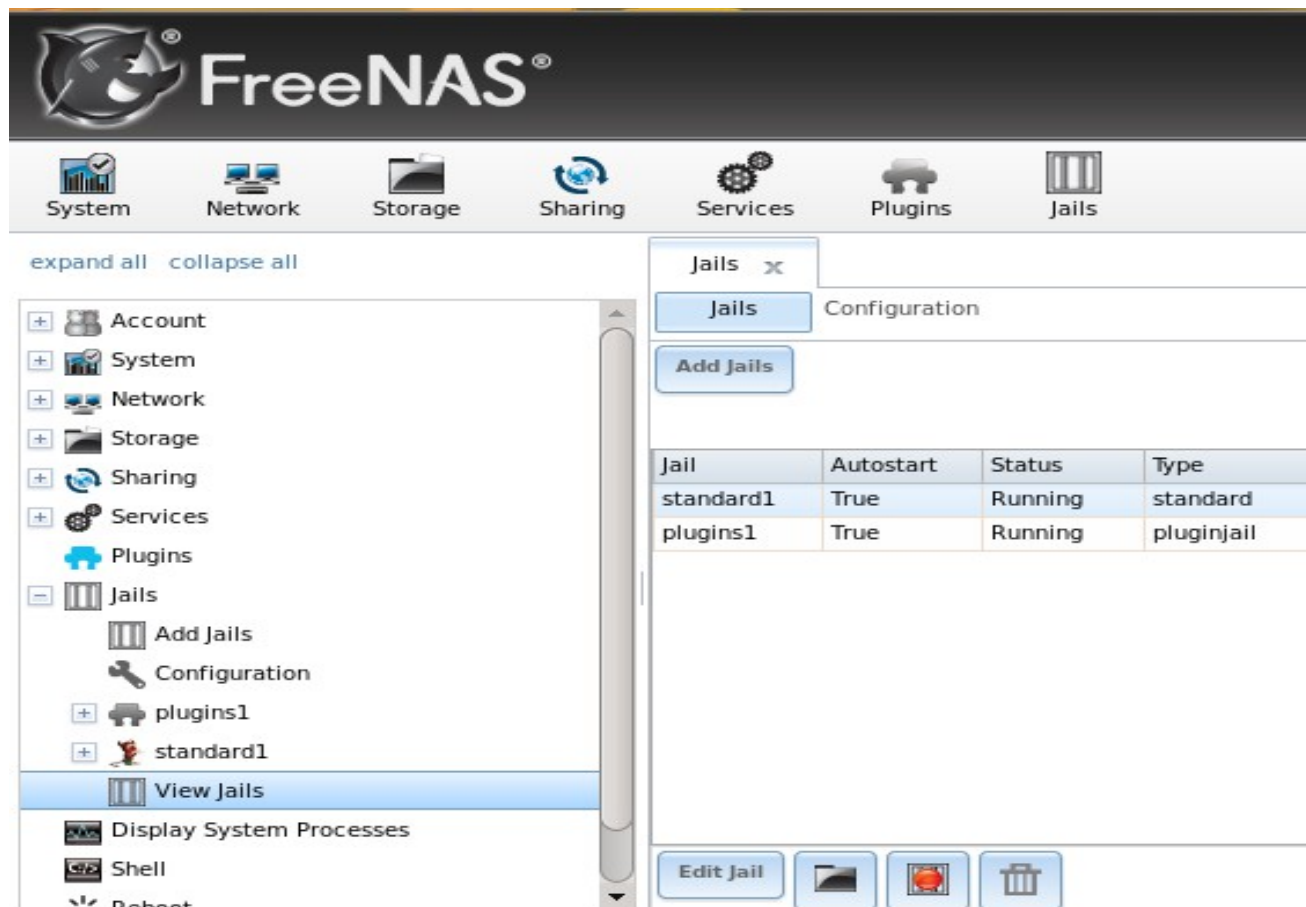 FreeNAS®
System Network Storage Sharing Services Plugins Jails
expand all collapse all
Account
System
Network
Storage
Sharing
Services
Plugins
Jails
Add Jails
Configuration
plugins1
standard1
View Jails
Display System Processes
Shell
Reboot
Jails x
Jails Configuration
Add Jails
Jail Autostart Status Type
standard1 True Running standard
plugins1 True Running pluginjail
Edit Jail